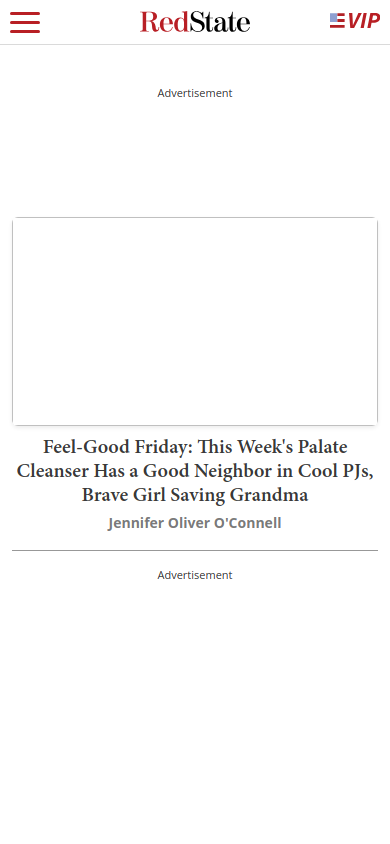 RedState
VIP
Advertisement
Feel-Good Friday: This Week's Palate
Cleanser Has a Good Neighbor in Cool PJs,
Brave Girl Saving Grandma
Jennifer Oliver O'Connell
Advertisement